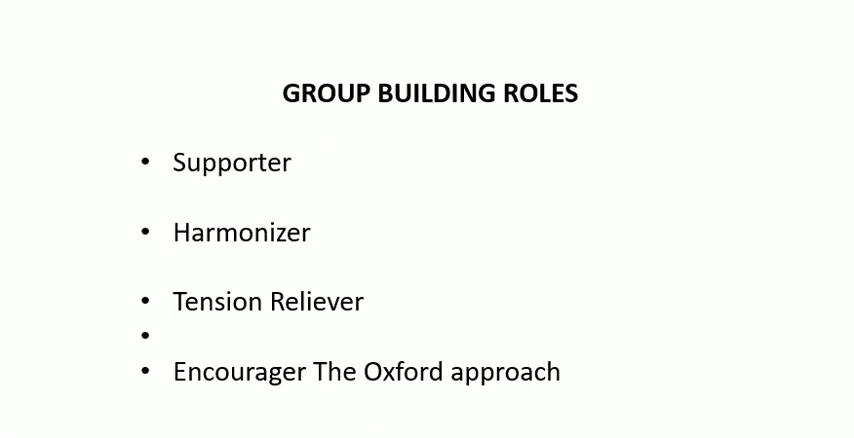 GROUP BUILDING ROLES
• Supporter
• Harmonizer
• Tension Reliever
•
• Encourager The Oxford approach